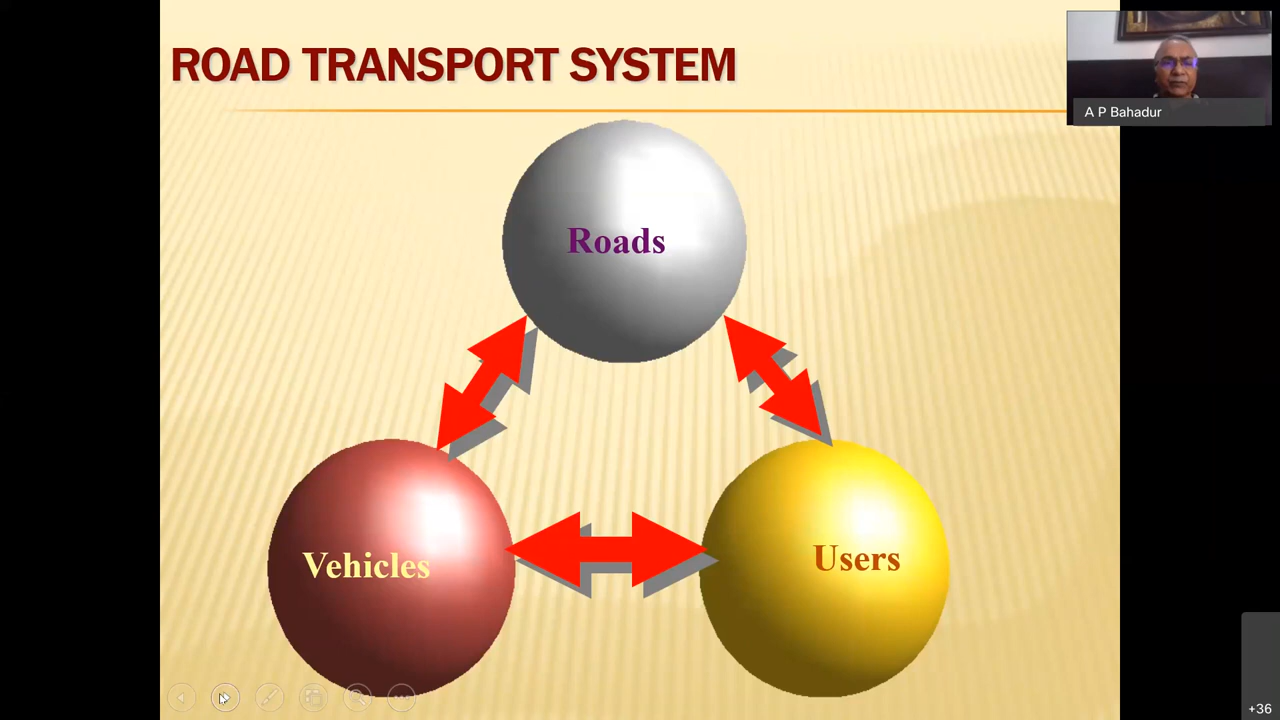 ROAD TRANSPORT SYSTEM
A P Bahadur
Roads
Vehicles
Users
+36